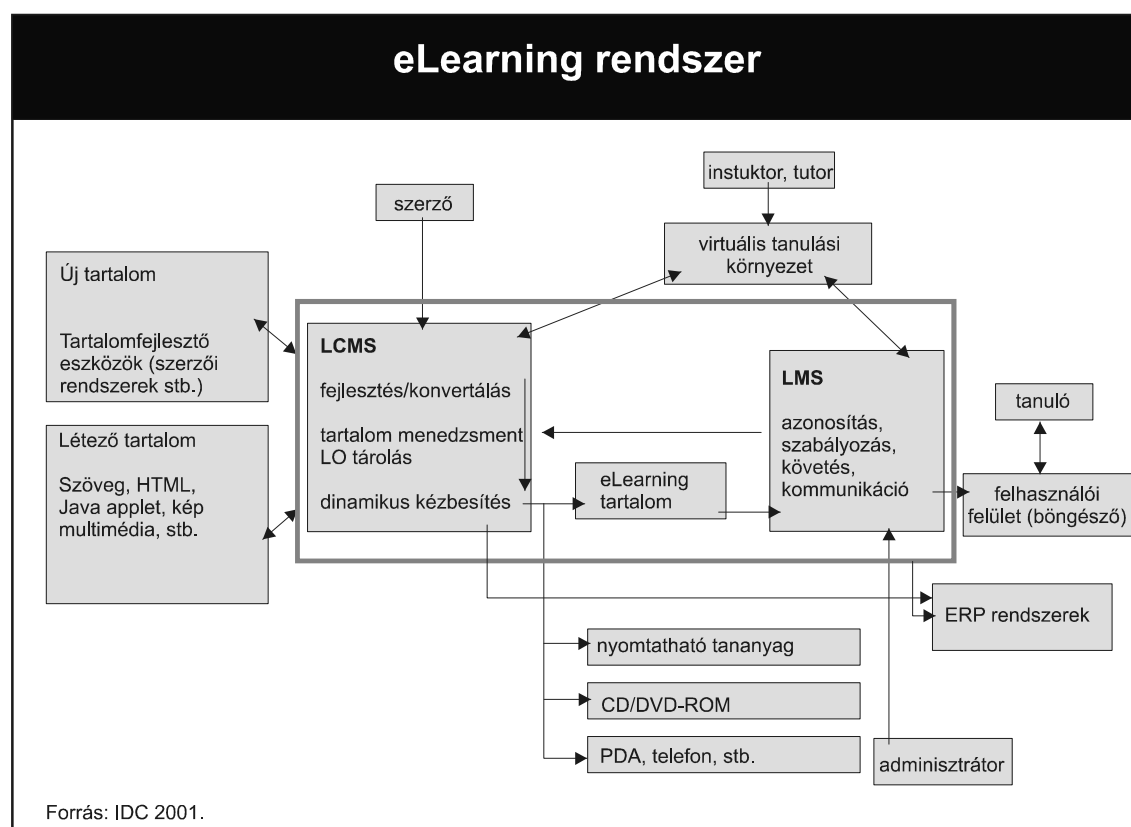 eLearning rendszer
instuktor, tutor
szerző
virtuális tanulási
környezet
Új tartalom
Tartalomfejlesztő
eszközök (szerzői
rendszerek stb.)
LCMS
fejlesztés/konvertálás
tartalom menedzsment
LO tárolás
dinamikus kézbesítés
LMS
azonosítás,
szabályozás,
követés,
kommunikáció
tanuló
Létező tartalom
Szöveg, HTML,
Java applet, kép
multimédia, stb.
eLearning
tartalom
felhasználói
felület (böngésző)
ERP rendszerek
nyomtatható tananyag
CD/DVD-ROM
PDA, telefon, stb.
adminisztrátor
Forrás: IDC 2001.